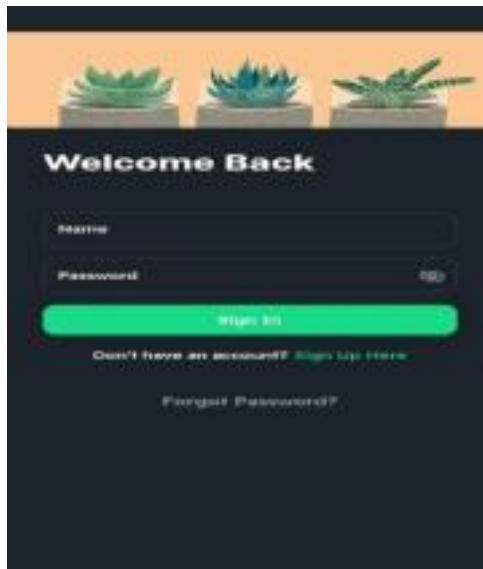 Welcome Back
Name
Password
Sign In
Don't have an account? Sign Up Here
Forgot Password?